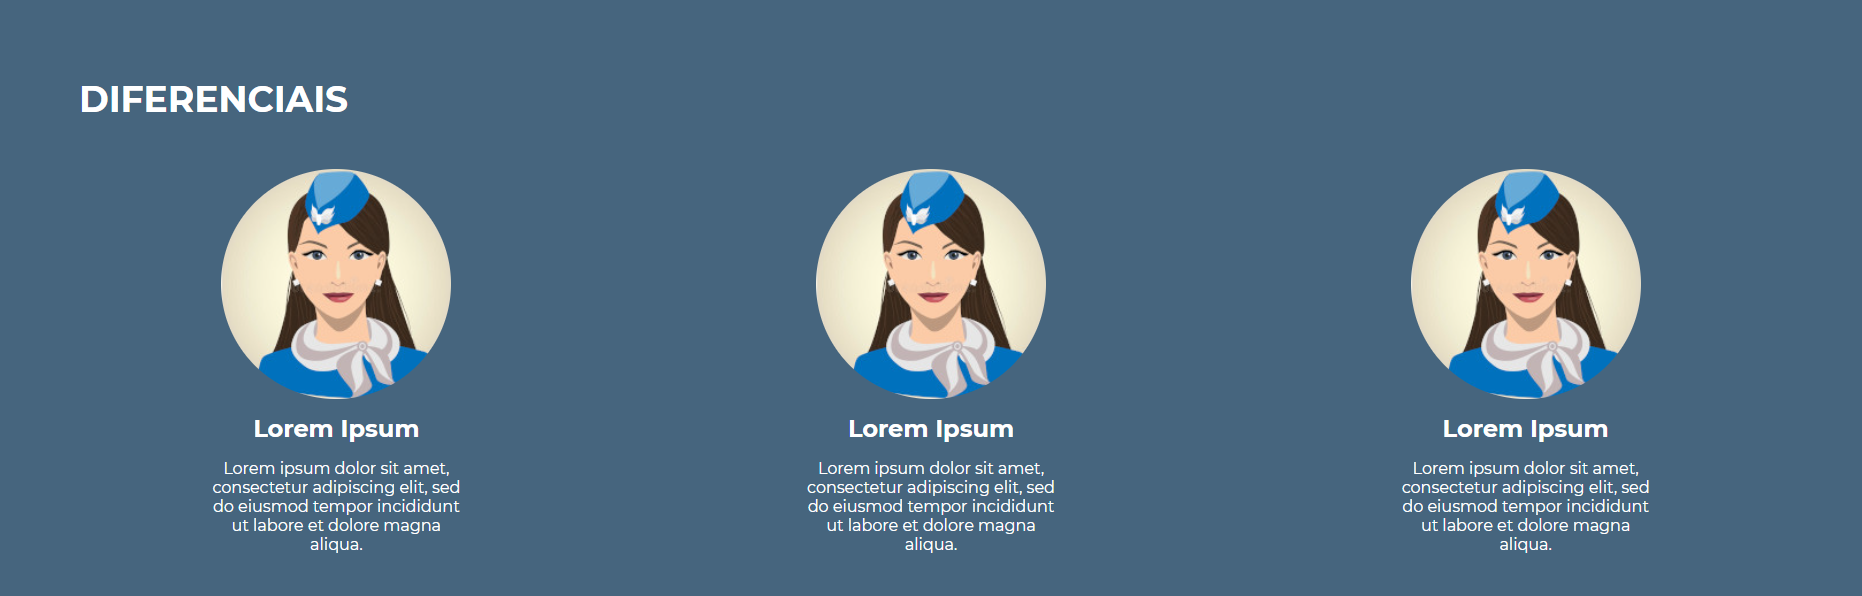 DIFERENCIAIS
Lorem Ipsum
Lorem ipsum dolor sit amet,
consectetur adipiscing elit, sed
do eiusmod tempor incididunt
ut labore et dolore magna
aliqua.
Lorem Ipsum
Lorem ipsum dolor sit amet,
consectetur adipiscing elit, sed
do eiusmod tempor incididunt
ut labore et dolore magna
aliqua.
Lorem Ipsum
Lorem ipsum dolor sit amet,
consectetur adipiscing elit, sed
do eiusmod tempor incididunt
ut labore et dolore magna
aliqua.